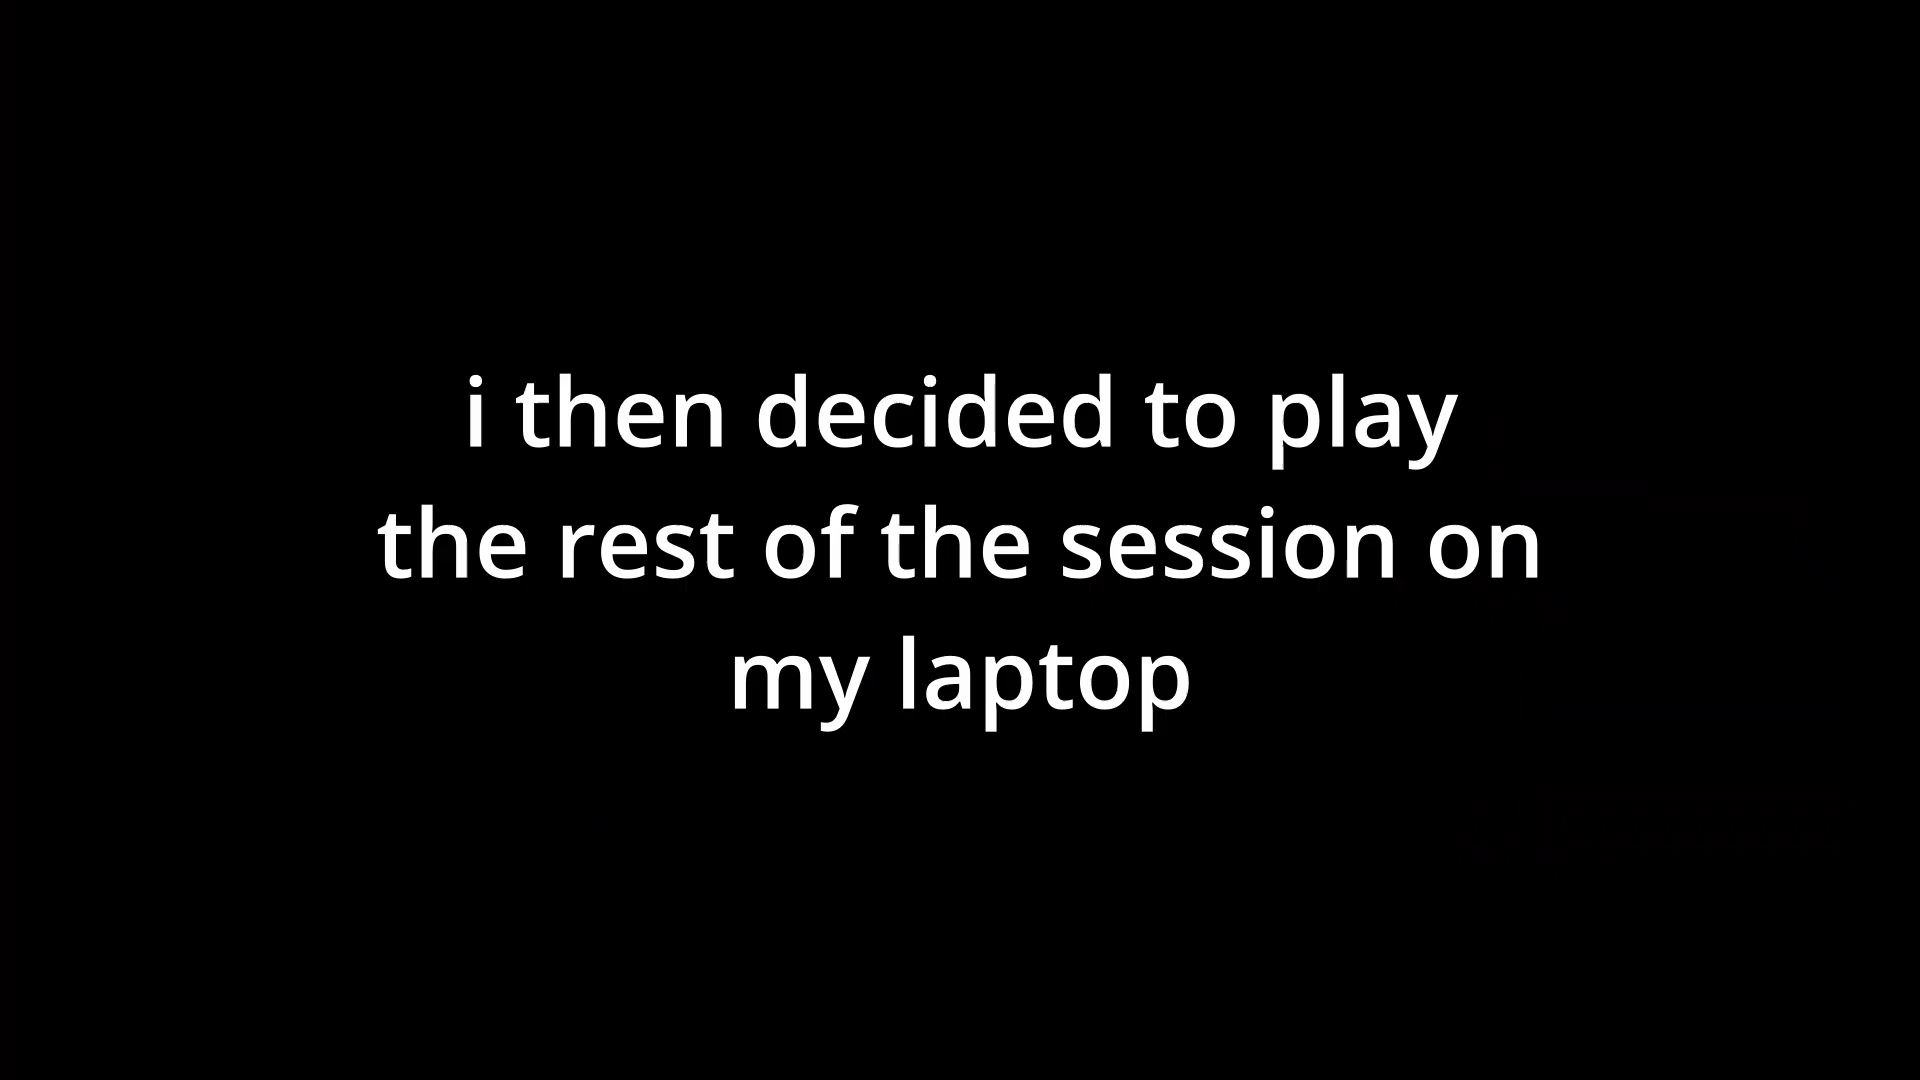 i then decided to play
the rest of the session on
my laptop